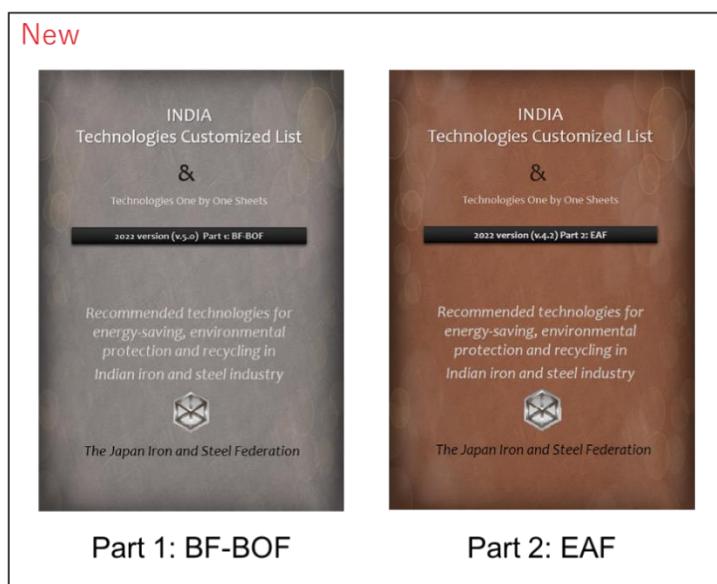 New
INDIA
Technologies Customized List
&
Technologies One by One Sheets
2022 version (v.5.0) Part 1: BF-BOF
Recommended technologies for
energy-saving, environmental
protection and recycling in
Indian iron and steel industry
The Japan Iron and Steel Federation
Part 1: BF-BOF
INDIA
Technologies Customized List
&
Technologies One by One Sheets
2022 version (v.4.2) Part 2: EAF
Recommended technologies for
energy-saving, environmental
protection and recycling in
Indian iron and steel industry
The Japan Iron and Steel Federation
Part 2: EAF